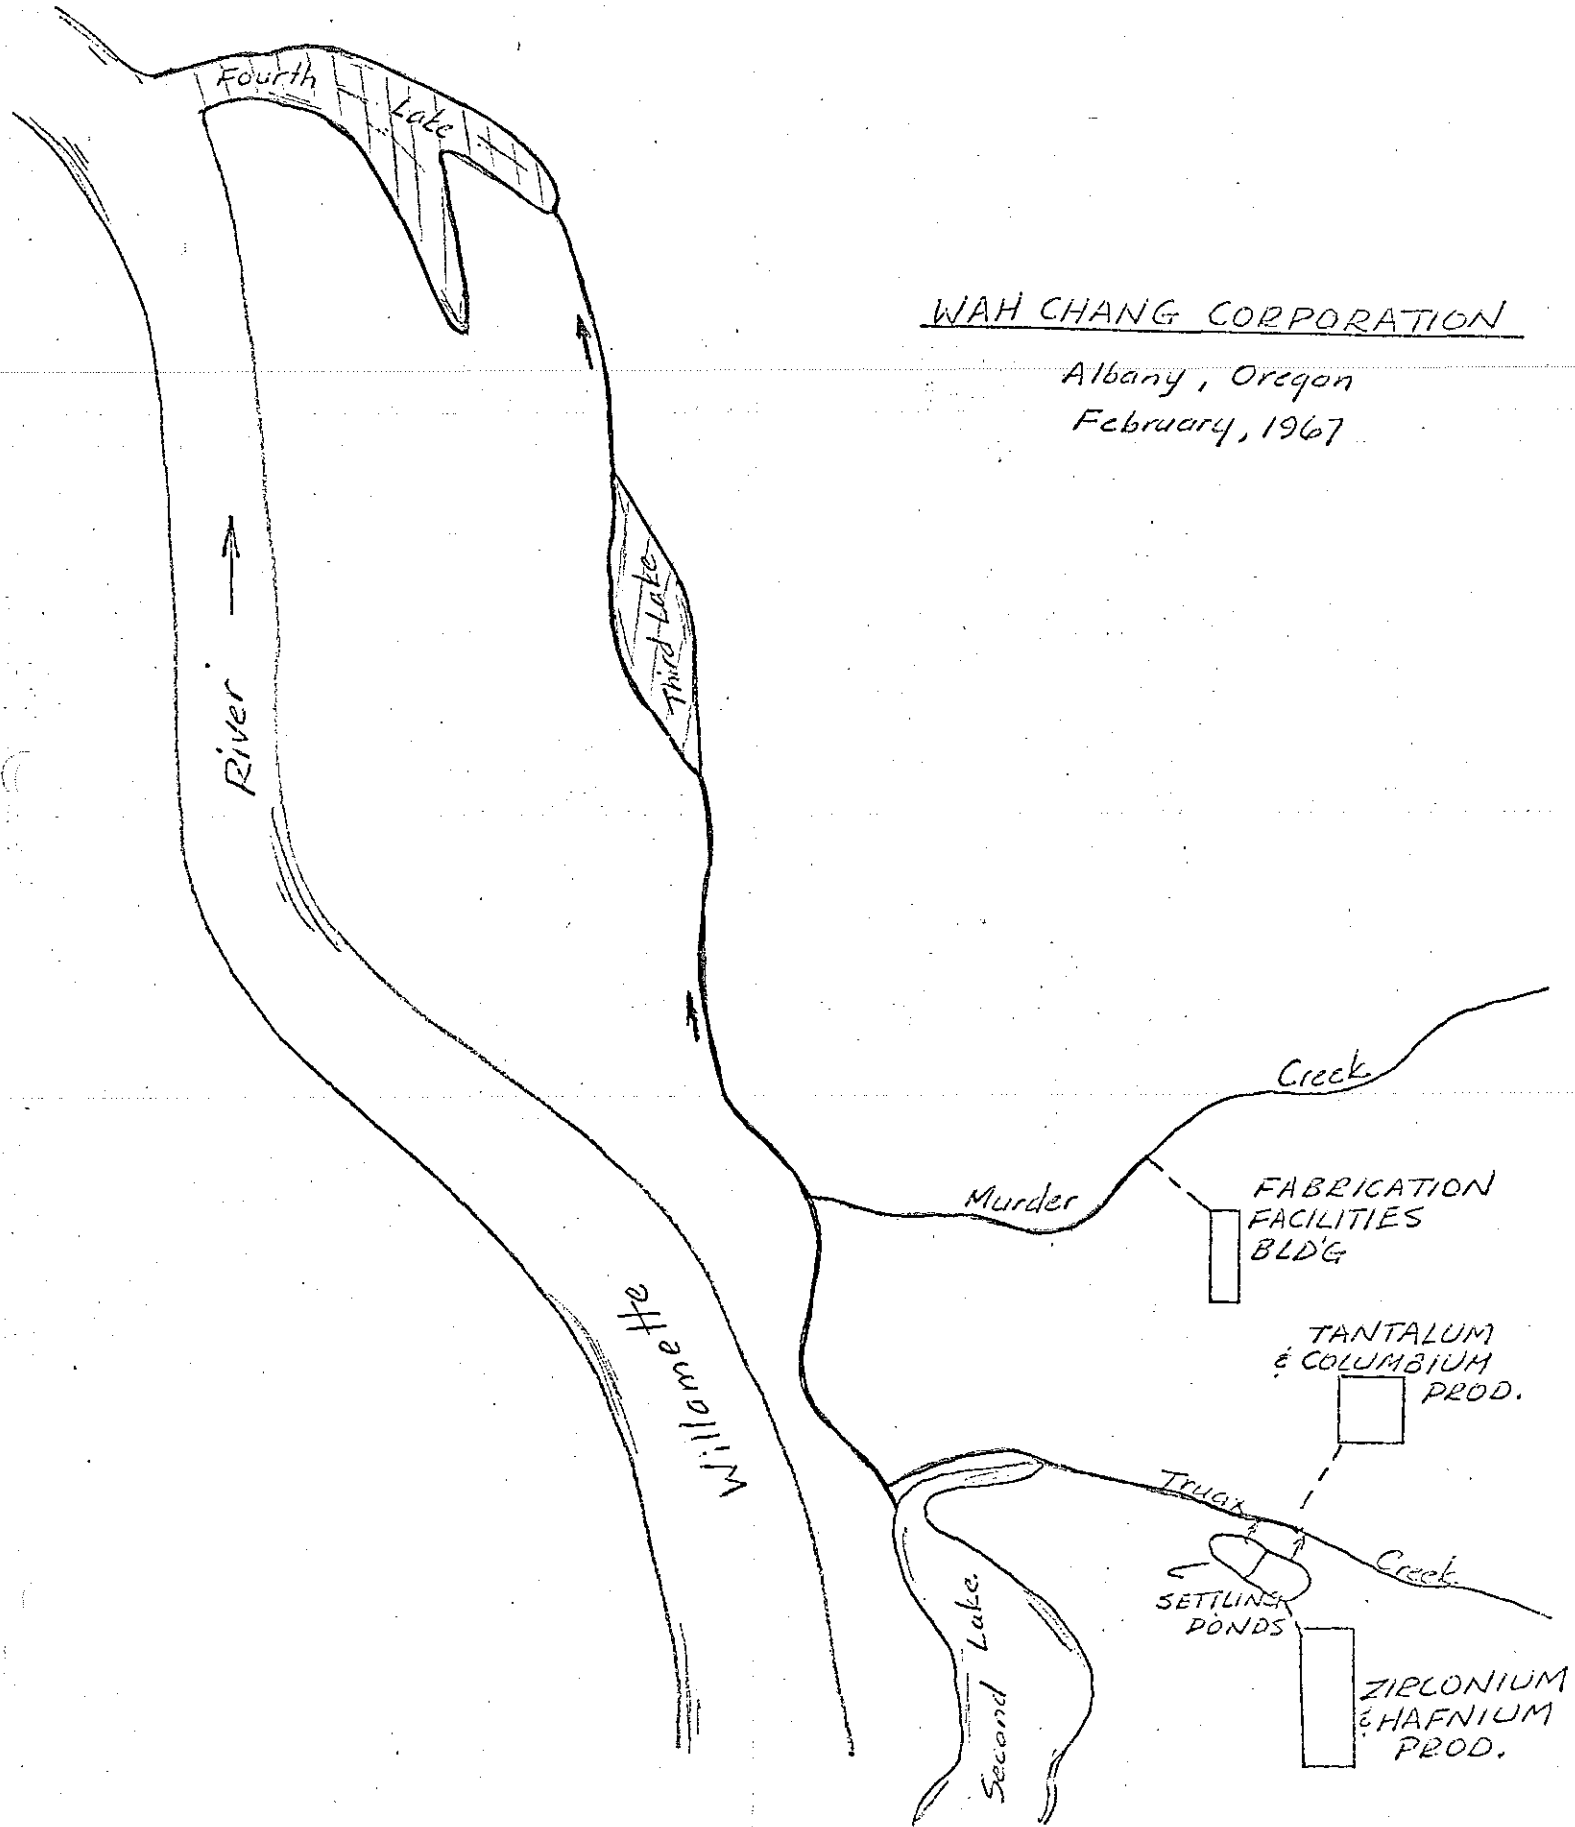 Fourth
Lake
WAH CHANG CORPORATION
Albany, Oregon
February, 1967
Third Lake
River
Creek
Murder
FABRICATION
FACILITIES
BLD'G
Willamette
TANTALUM
& COLUMBIUM
PROD.
Truax
Creek
SETTLING
PONDS
Second Lake
ZIRCONIUM
& HAFNIUM
PROD.